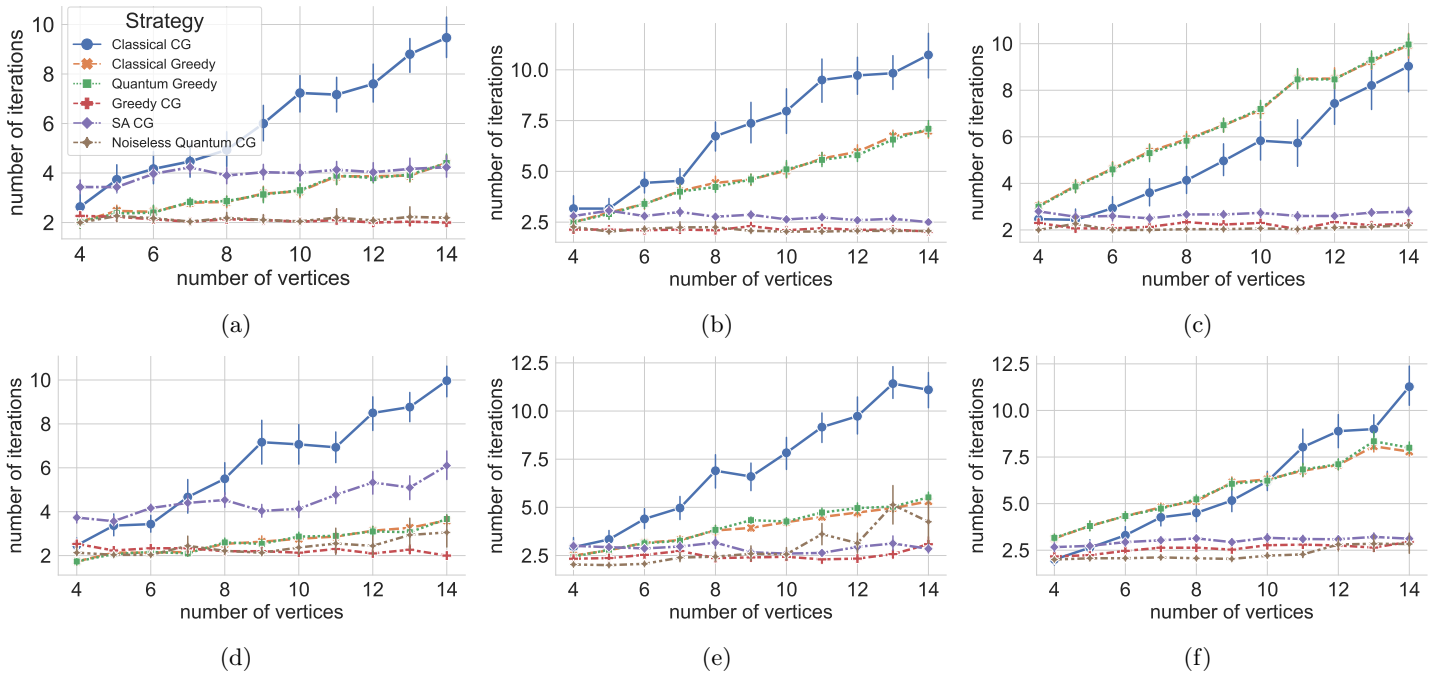 Strategy
Classical CG
Classical Greedy
Quantum Greedy
Greedy CG
SA CG
Noiseless Quantum CG
number of iterations
10
8
6
4
2
4 6 8 10 12 14
number of vertices
(a)
number of iterations
10.0
7.5
5.0
2.5
4 6 8 10 12 14
number of vertices
(b)
number of iterations
10
8
6
4
2
4 6 8 10 12 14
number of vertices
(c)
number of iterations
10
8
6
4
2
4 6 8 10 12 14
number of vertices
(d)
number of iterations
12.5
10.0
7.5
5.0
2.5
4 6 8 10 12 14
number of vertices
(e)
number of iterations
12.5
10.0
7.5
5.0
2.5
4 6 8 10 12 14
number of vertices
(f)